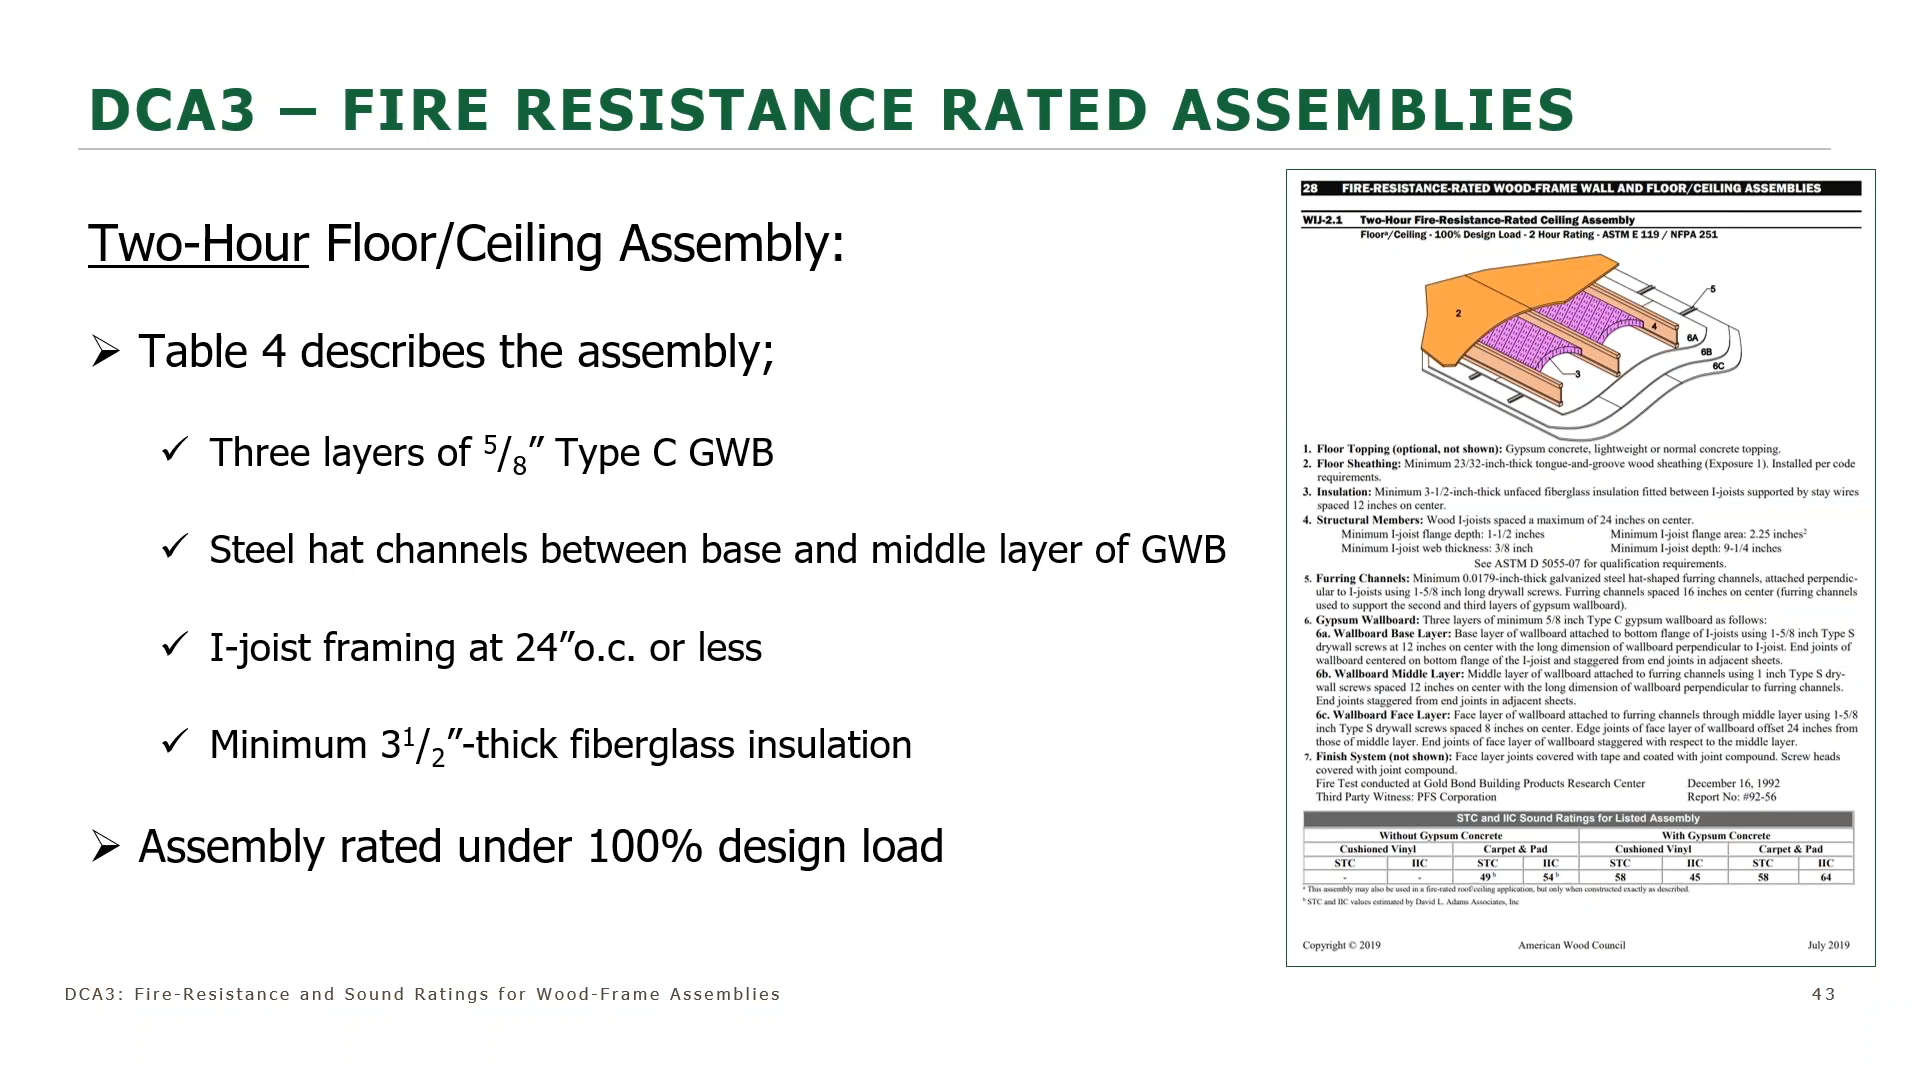 DCA3 – FIRE RESISTANCE RATED ASSEMBLIES
Two-Hour Floor/Ceiling Assembly:
➢ Table 4 describes the assembly;
✓ Three layers of 5/8” Type C GWB
✓ Steel hat channels between base and middle layer of GWB
✓ I-joist framing at 24”o.c. or less
✓ Minimum 31/2”-thick fiberglass insulation
➢ Assembly rated under 100% design load
28 FIRE-RESISTANCE-RATED WOOD-FRAME WALL AND FLOOR/CEILING ASSEMBLIES
WIJ-2.1 Two-Hour Fire-Resistance-Rated Ceiling Assembly
Floorᵃ/Ceiling - 100% Design Load - 2 Hour Rating - ASTM E 119 / NFPA 251
5
2
4
6A
6B
6C
3
1. Floor Topping (optional, not shown): Gypsum concrete, lightweight or normal concrete topping.
2. Floor Sheathing: Minimum 23/32-inch-thick tongue-and-groove wood sheathing (Exposure 1). Installed per code
requirements.
3. Insulation: Minimum 3-1/2-inch-thick unfaced fiberglass insulation fitted between I-joists supported by stay wires
spaced 12 inches on center.
4. Structural Members: Wood I-joists spaced a maximum of 24 inches on center.
Minimum I-joist flange depth: 1-1/2 inches Minimum I-joist flange area: 2.25 inches²
Minimum I-joist web thickness: 3/8 inch Minimum I-joist depth: 9-1/4 inches
See ASTM D 5055-07 for qualification requirements.
5. Furring Channels: Minimum 0.0179-inch-thick galvanized steel hat-shaped furring channels, attached perpendic-
ular to I-joists using 1-5/8 inch long drywall screws. Furring channels spaced 16 inches on center (furring channels
used to support the second and third layers of gypsum wallboard).
6. Gypsum Wallboard: Three layers of minimum 5/8 inch Type C gypsum wallboard as follows:
6a. Wallboard Base Layer: Base layer of wallboard attached to bottom flange of I-joists using 1-5/8 inch Type S
drywall screws at 12 inches on center with the long dimension of wallboard perpendicular to I-joist. End joints of
wallboard centered on bottom flange of the I-joist and staggered from end joints in adjacent sheets.
6b. Wallboard Middle Layer: Middle layer of wallboard attached to furring channels using 1 inch Type S dry-
wall screws spaced 12 inches on center with the long dimension of wallboard perpendicular to furring channels.
End joints staggered from end joints in adjacent sheets.
6c. Wallboard Face Layer: Face layer of wallboard attached to furring channels through middle layer using 1-5/8
inch Type S drywall screws spaced 8 inches on center. Edge joints of face layer of wallboard offset 24 inches from
those of middle layer. End joints of face layer of wallboard staggered with respect to the middle layer.
7. Finish System (not shown): Face layer joints covered with tape and coated with joint compound. Screw heads
covered with joint compound.
Fire Test conducted at Gold Bond Building Products Research Center December 16, 1992
Third Party Witness: PFS Corporation Report No: #92-56
STC and IIC Sound Ratings for Listed Assembly
Without Gypsum Concrete With Gypsum Concrete
Cushioned Vinyl Carpet & Pad Cushioned Vinyl Carpet & Pad
STC IIC STC IIC STC IIC STC IIC
- - 49 b 54 b 58 45 58 64
a This assembly may also be used in a fire-rated roof/ceiling application, but only when constructed exactly as described.
b STC and IIC values estimated by David L. Adams Associates, Inc
Copyright © 2019 American Wood Council July 2019
DCA3: Fire-Resistance and Sound Ratings for Wood-Frame Assemblies 43